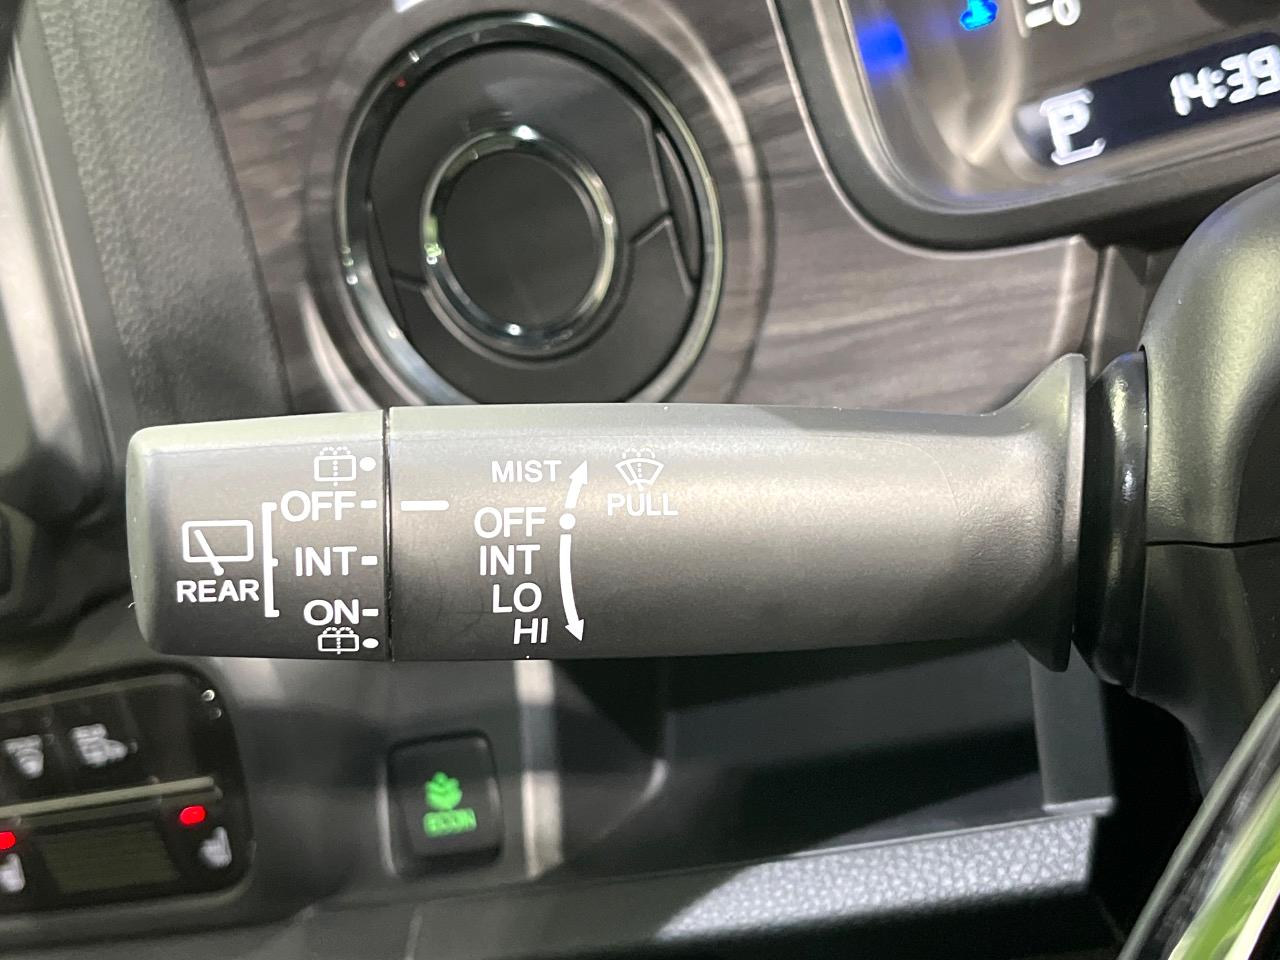 14:39
P
MIST
PULL
OFF
INT
LO
HI
OFF
INT
ON
REAR
ECON